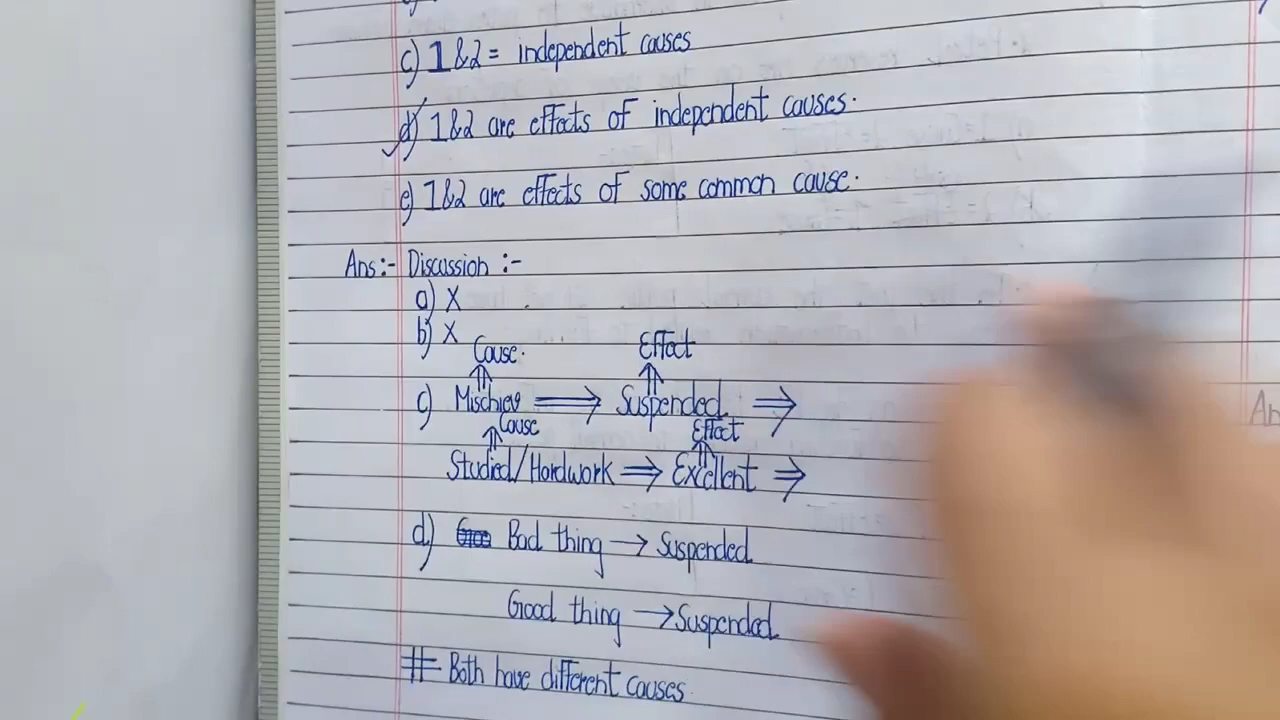 c) 1&2 = independent causes
d) 1&2 are effects of independent causes.
e) 1&2 are effects of some common cause.
Ans:- Discussion :-
a) X
b) X
Cause. Effect
c) Mischiev ⟹ Suspended ⟹
Cause Effect
Studied/Hardwork ⟹ Excellent ⟹
d) Bad thing → Suspended
Good thing → Suspended
# Both have different causes.
An